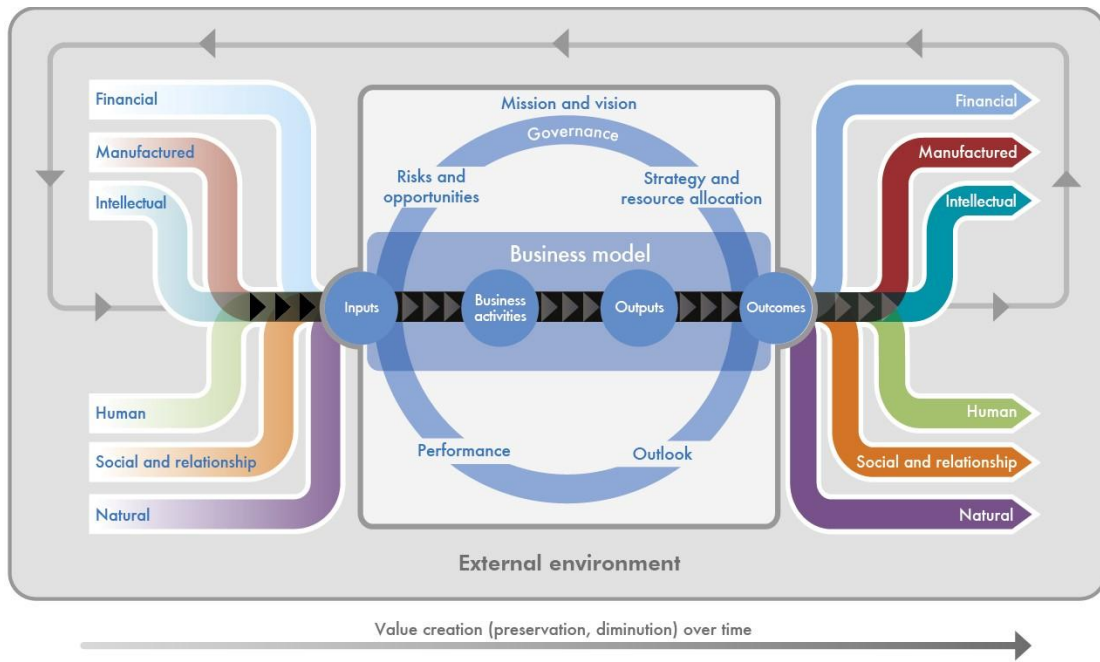 Financial
Manufactured
Intellectual
Human
Social and relationship
Natural
Mission and vision
Governance
Risks and
opportunities
Strategy and
resource allocation
Business model
Inputs
Business
activities
Outputs
Outcomes
Performance
Outlook
Financial
Manufactured
Intellectual
Human
Social and relationship
Natural
External environment
Value creation (preservation, diminution) over time